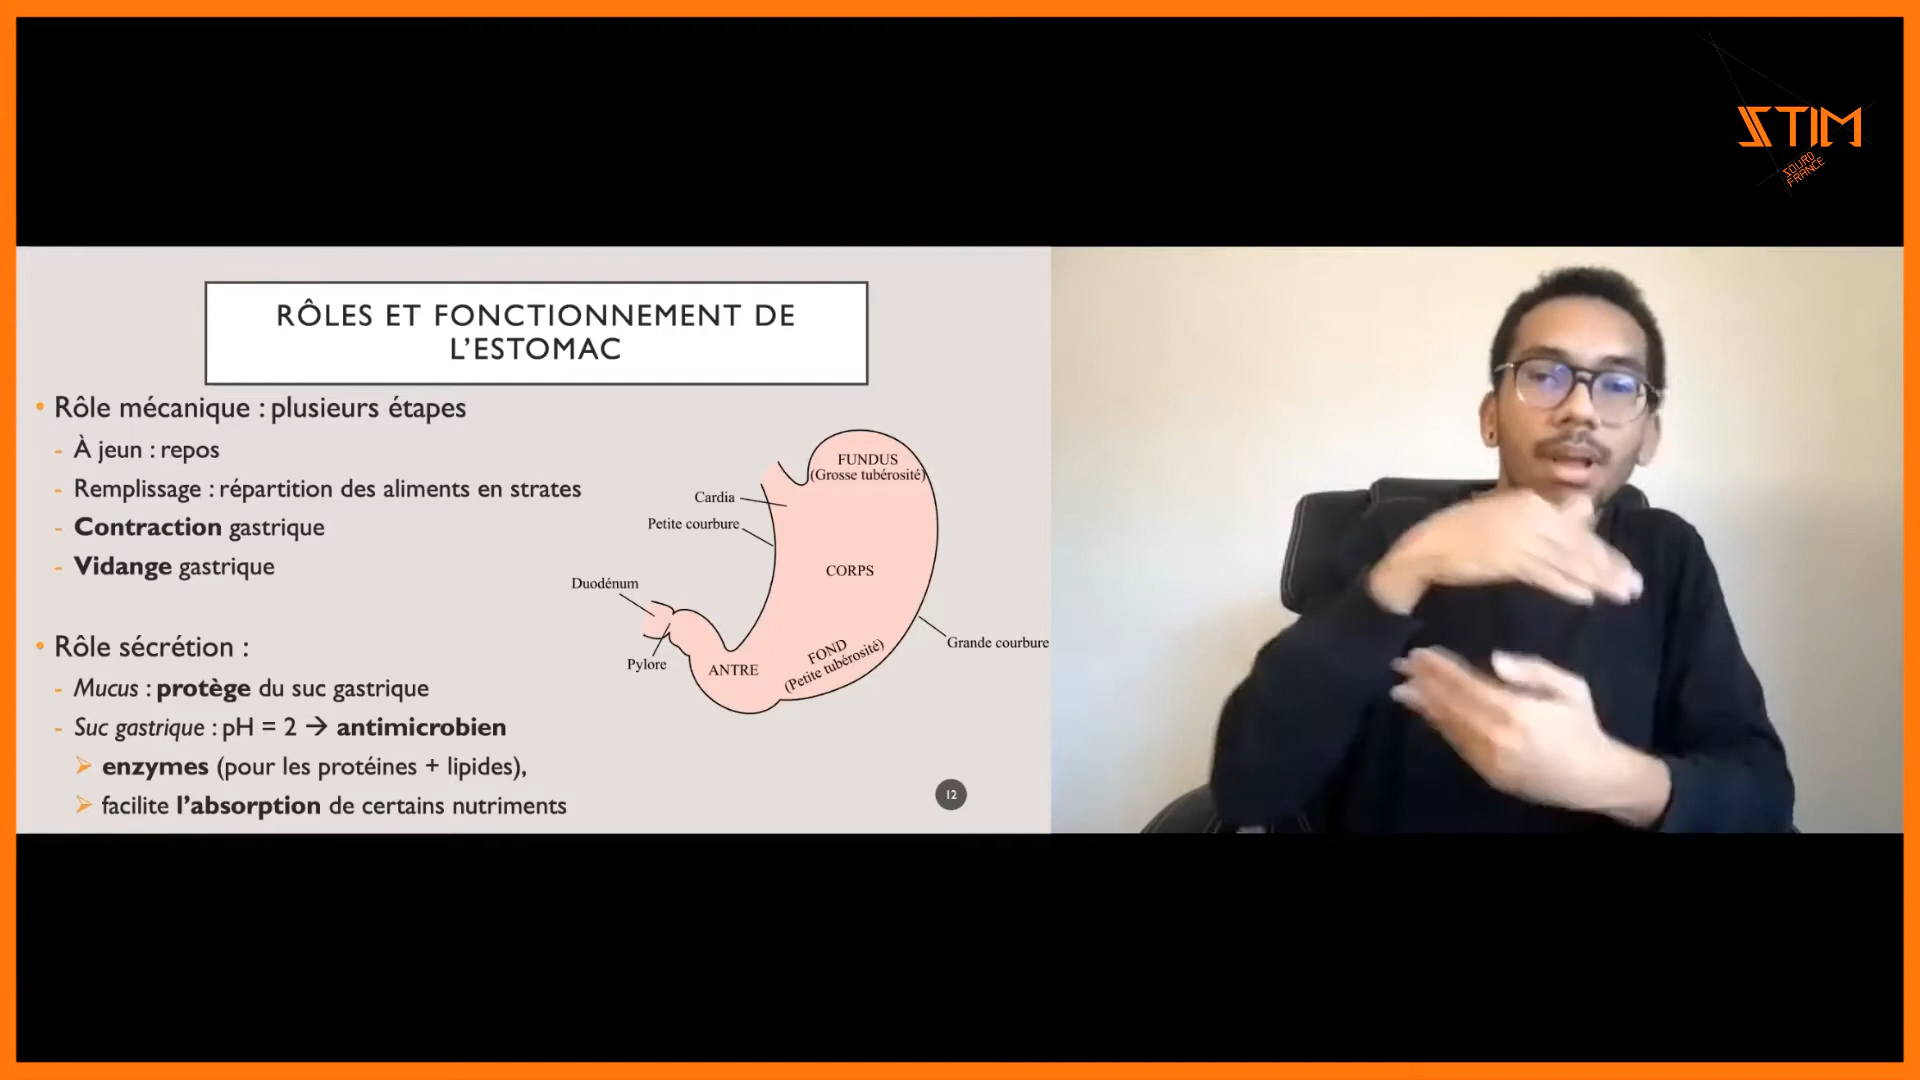 STIM
SOURD
FRANCE
RÔLES ET FONCTIONNEMENT DE
L’ESTOMAC
• Rôle mécanique : plusieurs étapes
- À jeun : repos
- Remplissage : répartition des aliments en strates
- Contraction gastrique
- Vidange gastrique
• Rôle sécrétion :
- Mucus : protège du suc gastrique
- Suc gastrique : pH = 2 → antimicrobien
➢ enzymes (pour les protéines + lipides),
➢ facilite l’absorption de certains nutriments
FUNDUS
(Grosse tubérosité)
Cardia
Petite courbure
CORPS
Duodénum
Grande courbure
FOND
(Petite tubérosité)
Pylore
ANTRE
12